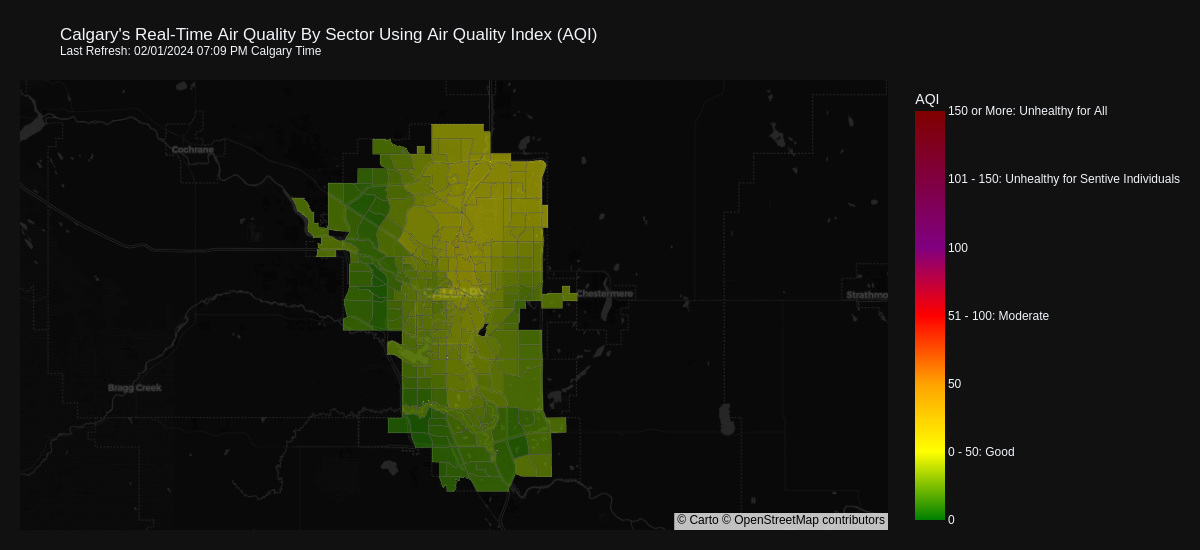 Calgary's Real-Time Air Quality By Sector Using Air Quality Index (AQI)
Last Refresh: 02/01/2024 07:09 PM Calgary Time
AQI
150 or More: Unhealthy for All
Cochrane
101 - 150: Unhealthy for Sentive Individuals
100
Chestermere
Strathmo
51 - 100: Moderate
Bragg Creek
50
0 - 50: Good
0
© Carto © OpenStreetMap contributors